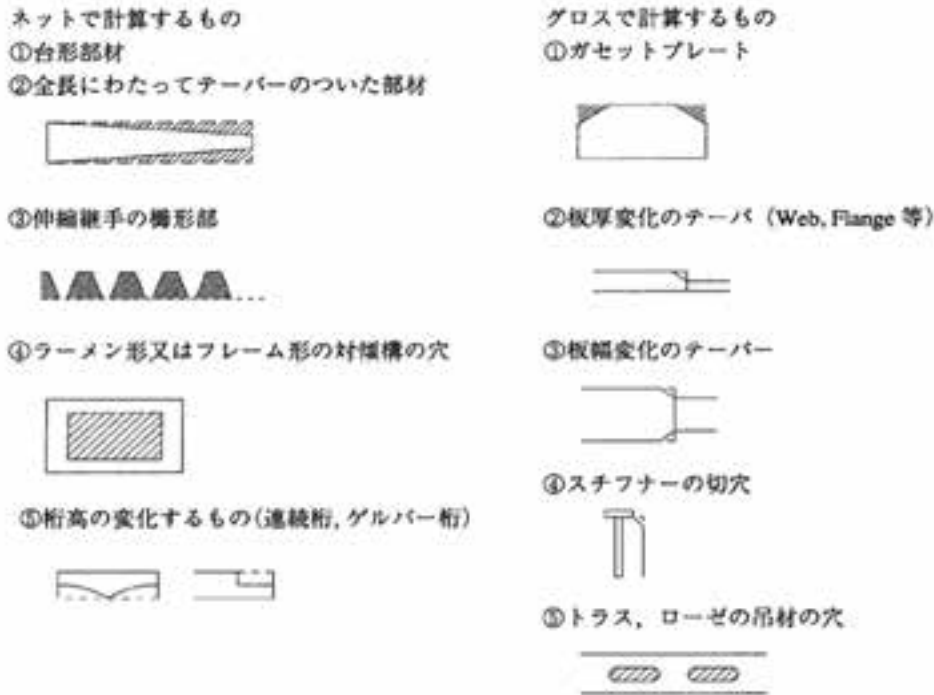 ネットで計算するもの
①台形部材
②全長にわたってテーパーのついた部材
③伸縮継手の櫛形部
④ラーメン形又はフレーム形の対傾構の穴
⑤桁高の変化するもの(連続桁,ゲルバー桁)
グロスで計算するもの
①ガセットプレート
②板厚変化のテーパ (Web, Flange 等)
③板幅変化のテーパー
④スチフナーの切穴
⑤トラス，ローゼの吊材の穴